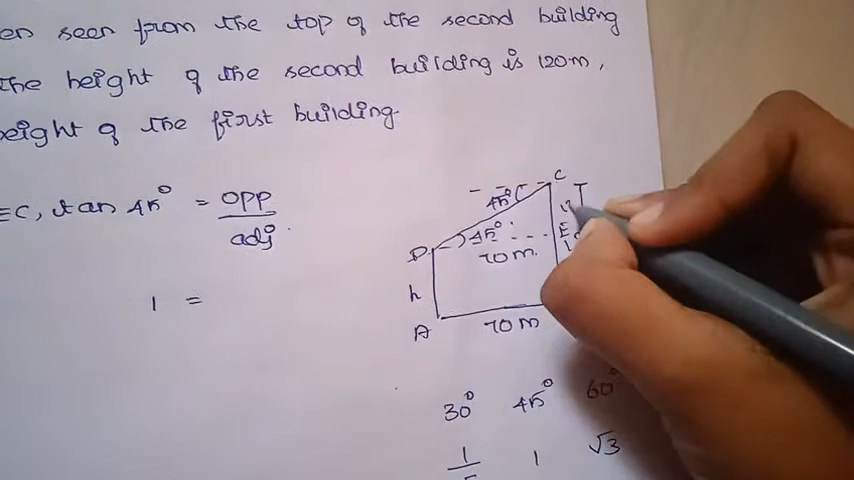 en seen from the top of the second building
the height of the second building is 120 m,
eight of the first building.
EC, tan 45° = opp
adj
1 =
C
45°
D 45° E
70 m.
h
A 70 m
30° 45° 60°
1 1 √3